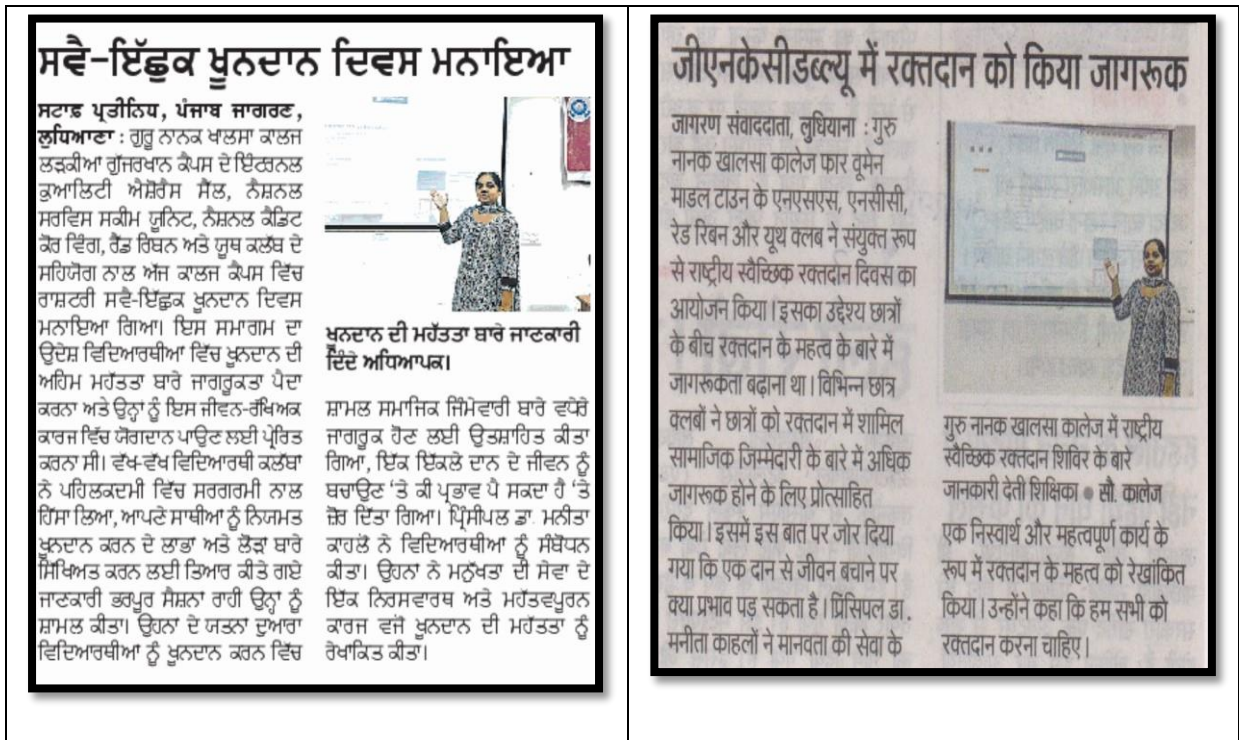 ਸਵੈ-ਇੱਛੁਕ ਖੂਨਦਾਨ ਦਿਵਸ ਮਨਾਇਆ
ਸਟਾਫ਼ ਪ੍ਰਤੀਨਿਧ, ਪੰਜਾਬ ਜਾਗਰਣ,
ਲੁਧਿਆਣਾ : ਗੁਰੂ ਨਾਨਕ ਖਾਲਸਾ ਕਾਲਜ
ਲੜਕੀਆ ਗੁੱਜਰਖਾਨ ਕੈਂਪਸ ਦੇ ਇੰਟਰਨਲ
ਕੁਆਲਿਟੀ ਐਸ਼ੋਰੈਂਸ ਸੈੱਲ, ਨੈਸ਼ਨਲ
ਸਰਵਿਸ ਸਕੀਮ ਯੂਨਿਟ, ਨੈਸ਼ਨਲ ਕੈਡਿਟ
ਕੋਰ ਵਿੰਗ, ਰੈੱਡ ਰਿਬਨ ਅਤੇ ਯੂਥ ਕਲੱਬ ਦੇ
ਸਹਿਯੋਗ ਨਾਲ ਅੱਜ ਕਾਲਜ ਕੈਂਪਸ ਵਿੱਚ
ਰਾਸ਼ਟਰੀ ਸਵੈ-ਇੱਛੁਕ ਖੂਨਦਾਨ ਦਿਵਸ
ਮਨਾਇਆ ਗਿਆ। ਇਸ ਸਮਾਗਮ ਦਾ
ਉਦੇਸ਼ ਵਿਦਿਆਰਥੀਆ ਵਿੱਚ ਖੂਨਦਾਨ ਦੀ
ਅਹਿਮ ਮਹੱਤਤਾ ਬਾਰੇ ਜਾਗਰੂਕਤਾ ਪੈਦਾ
ਕਰਨਾ ਅਤੇ ਉਨ੍ਹਾ ਨੂੰ ਇਸ ਜੀਵਨ-ਰੱਖਿਅਕ
ਕਾਰਜ ਵਿੱਚ ਯੋਗਦਾਨ ਪਾਉਣ ਲਈ ਪ੍ਰੇਰਿਤ
ਕਰਨਾ ਸੀ। ਵੱਖ-ਵੱਖ ਵਿਦਿਆਰਥੀ ਕਲੱਬਾ
ਨੇ ਪਹਿਲਕਦਮੀ ਵਿੱਚ ਸਰਗਰਮੀ ਨਾਲ
ਹਿੱਸਾ ਲਿਆ, ਆਪਣੇ ਸਾਥੀਆ ਨੂੰ ਨਿਯਮਤ
ਖੂਨਦਾਨ ਕਰਨ ਦੇ ਲਾਭਾ ਅਤੇ ਲੋੜਾ ਬਾਰੇ
ਸਿੱਖਿਅਤ ਕਰਨ ਲਈ ਤਿਆਰ ਕੀਤੇ ਗਏ
ਜਾਣਕਾਰੀ ਭਰਪੂਰ ਸੈਸ਼ਨਾ ਰਾਹੀ ਉਨ੍ਹਾ ਨੂੰ
ਸ਼ਾਮਲ ਕੀਤਾ। ਉਹਨਾ ਦੇ ਯਤਨਾ ਦੁਆਰਾ
ਵਿਦਿਆਰਥੀਆ ਨੂੰ ਖੂਨਦਾਨ ਕਰਨ ਵਿੱਚ
ਖੂਨਦਾਨ ਦੀ ਮਹੱਤਤਾ ਬਾਰੇ ਜਾਣਕਾਰੀ
ਦਿੰਦੇ ਅਧਿਆਪਕ।
ਸ਼ਾਮਲ ਸਮਾਜਿਕ ਜਿੰਮੇਵਾਰੀ ਬਾਰੇ ਵਧੇਰੇ
ਜਾਗਰੂਕ ਹੋਣ ਲਈ ਉਤਸ਼ਾਹਿਤ ਕੀਤਾ
ਗਿਆ, ਇੱਕ ਇੱਕਲੇ ਦਾਨ ਦੇ ਜੀਵਨ ਨੂੰ
ਬਚਾਉਣ 'ਤੇ ਕੀ ਪ੍ਰਭਾਵ ਪੈ ਸਕਦਾ ਹੈ 'ਤੇ
ਜ਼ੋਰ ਦਿੱਤਾ ਗਿਆ। ਪ੍ਰਿੰਸੀਪਲ ਡਾ. ਮਨੀਤਾ
ਕਾਹਲੋਂ ਨੇ ਵਿਦਿਆਰਥੀਆ ਨੂੰ ਸੰਬੋਧਨ
ਕੀਤਾ। ਉਹਨਾ ਨੇ ਮਨੁੱਖਤਾ ਦੀ ਸੇਵਾ ਦੇ
ਇੱਕ ਨਿਰਸਵਾਰਥ ਅਤੇ ਮਹੱਤਵਪੂਰਨ
ਕਾਰਜ ਵਜੋਂ ਖੂਨਦਾਨ ਦੀ ਮਹੱਤਤਾ ਨੂੰ
ਰੇਖਾਕਿਤ ਕੀਤਾ।
जीएनकेसीडब्ल्यू में रक्तदान को किया जागरूक
जागरण संवाददाता, लुधियाना : गुरु
नानक खालसा कालेज फार वूमेन
माडल टाउन के एनएसएस, एनसीसी,
रेड रिबन और यूथ क्लब ने संयुक्त रूप
से राष्ट्रीय स्वैच्छिक रक्तदान दिवस का
आयोजन किया। इसका उद्देश्य छात्रों
के बीच रक्तदान के महत्व के बारे में
जागरूकता बढ़ाना था। विभिन्न छात्र
क्लबों ने छात्रों को रक्तदान में शामिल
सामाजिक जिम्मेदारी के बारे में अधिक
जागरूक होने के लिए प्रोत्साहित
किया। इसमें इस बात पर जोर दिया
गया कि एक दान से जीवन बचाने पर
क्या प्रभाव पड़ सकता है। प्रिंसिपल डा.
मनीता काहलों ने मानवता की सेवा के
गुरु नानक खालसा कालेज में राष्ट्रीय
स्वैच्छिक रक्तदान शिविर के बारे
जानकारी देती शिक्षिका ● सौ. कालेज
एक निस्वार्थ और महत्वपूर्ण कार्य के
रूप में रक्तदान के महत्व को रेखांकित
किया। उन्होंने कहा कि हम सभी को
रक्तदान करना चाहिए।